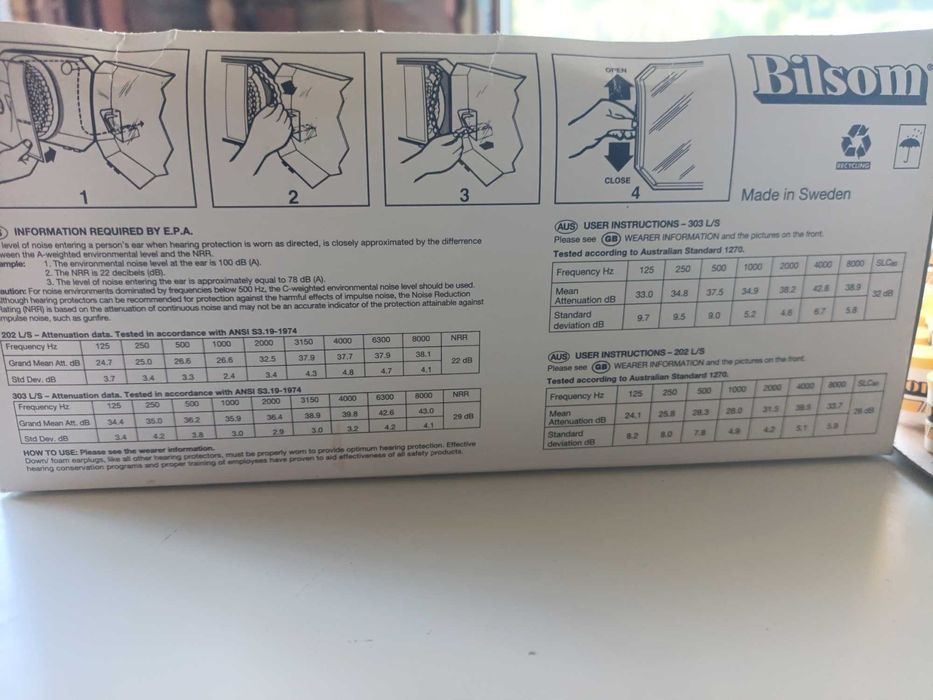 OPEN
CLOSE
1
2
3
4
Bilsom®
RECYCLING
Made in Sweden
INFORMATION REQUIRED BY E.P.A.
level of noise entering a person's ear when hearing protection is worn as directed, is closely approximated by the difference
ween the A-weighted environmental level and the NRR.
ample: 1. The environmental noise level at the ear is 100 dB (A).
2. The NRR is 22 decibels (dB).
3. The level of noise entering the ear is approximately equal to 78 dB (A).
aution: For noise environments dominated by frequencies below 500 Hz, the C-weighted environmental noise level should be used.
lthough hearing protectors can be recommended for protection against the harmful effects of impulse noise, the Noise Reduction
Rating (NRR) is based on the attenuation of continuous noise and may not be an accurate indicator of the protection attainable against
mpulse noise, such as gunfire.
202 L/S – Attenuation data. Tested in accordance with ANSI S3.19-1974
Frequency Hz 125 250 500 1000 2000 3150 4000 6300 8000 NRR
Grand Mean Att. dB 24.7 25.0 26.6 26.6 32.5 37.9 37.7 37.9 38.1 22 dB
Std Dev. dB 3.7 3.4 3.3 2.4 3.4 4.3 4.8 4.7 4.1
303 L/S – Attenuation data. Tested in accordance with ANSI S3.19-1974
Frequency Hz 125 250 500 1000 2000 3150 4000 6300 8000 NRR
Grand Mean Att. dB 34.4 35.0 36.2 35.9 36.4 38.9 39.8 42.6 43.0 29 dB
Std Dev. dB 3.4 4.2 3.8 3.0 2.9 3.0 3.2 4.2 4.1
HOW TO USE: Please see the wearer information.
Down/ foam earplugs, like all other hearing protectors, must be properly worn to provide optimum hearing protection. Effective
hearing conservation programs and proper training of employees have proven to aid effectiveness of all safety products.
AUS USER INSTRUCTIONS – 303 L/S
Please see GB WEARER INFORMATION and the pictures on the front.
Tested according to Australian Standard 1270.
Frequency Hz 125 250 500 1000 2000 4000 8000 SLC80
Mean
Attenuation dB 33.0 34.8 37.5 34.9 38.2 42.8 38.9 32 dB
Standard
deviation dB 9.7 9.5 9.0 5.2 4.6 6.7 5.8
AUS USER INSTRUCTIONS – 202 L/S
Please see GB WEARER INFORMATION and the pictures on the front.
Tested according to Australian Standard 1270.
Frequency Hz 125 250 500 1000 2000 4000 8000 SLC80
Mean
Attenuation dB 24.1 25.8 28.3 28.0 31.5 33.7
Standard
deviation dB 8.2 8.0 7.8 4.9 4.2 5.1 5.9